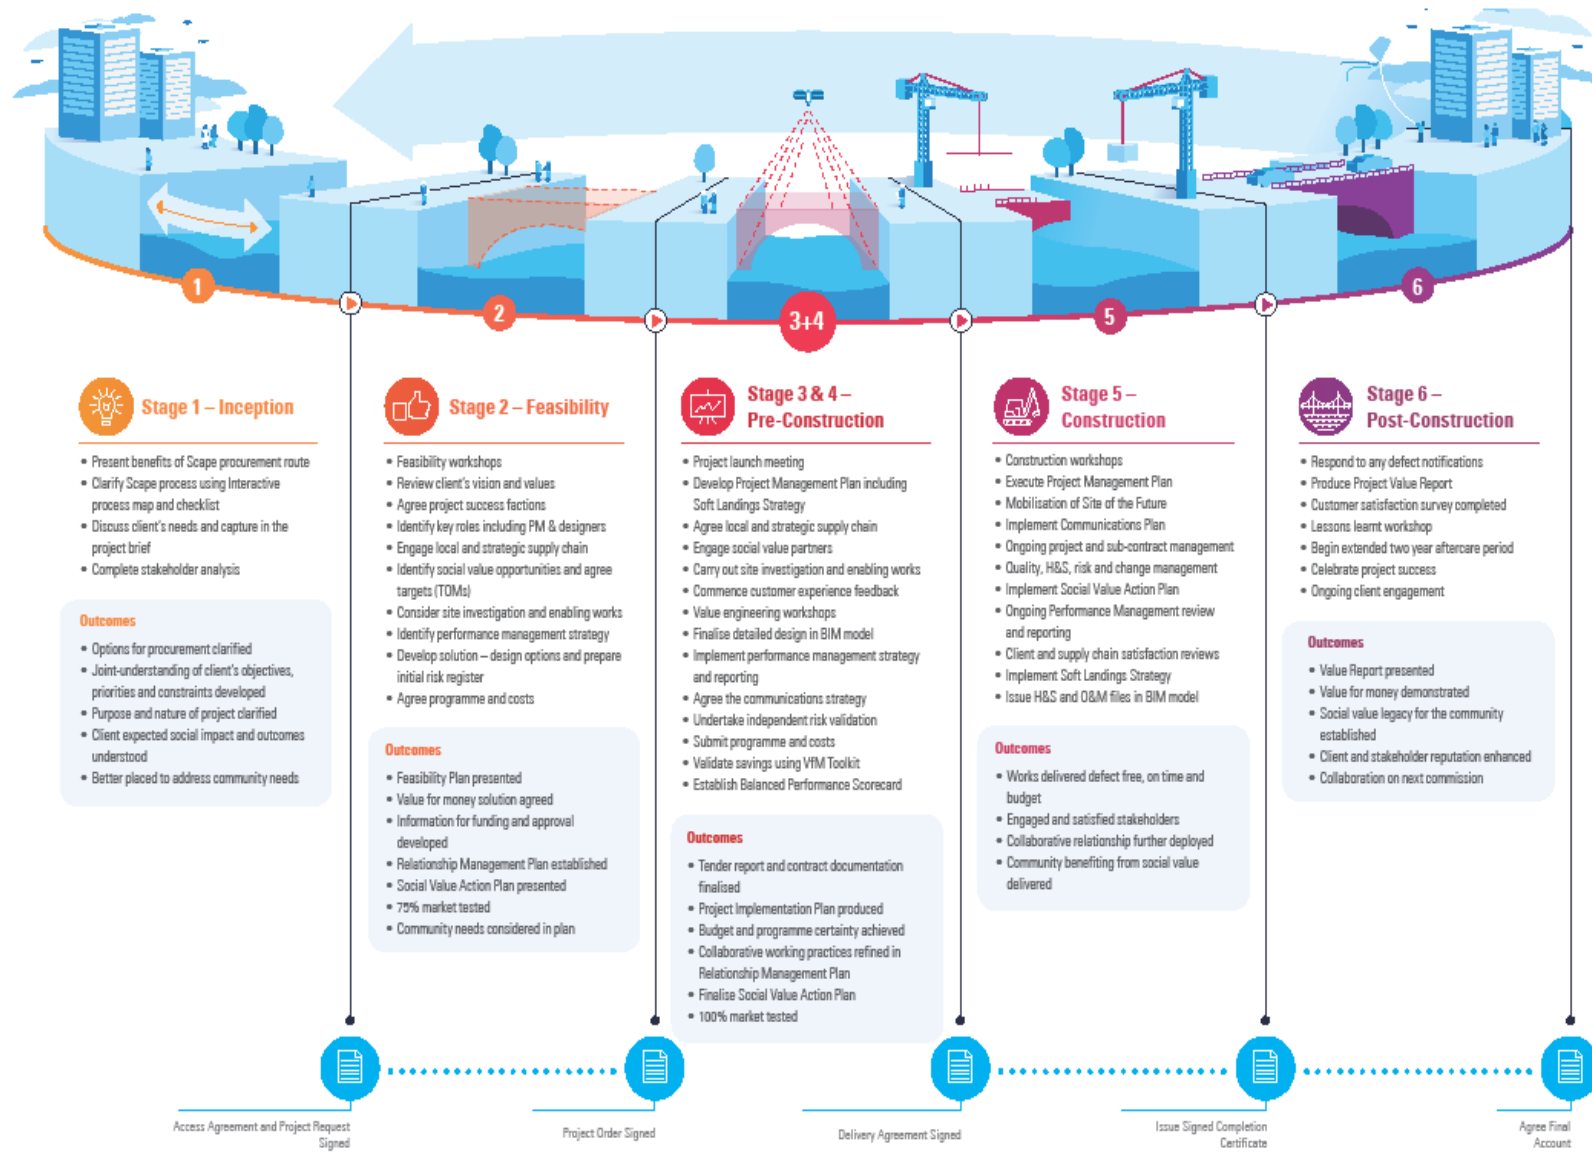 1
2
3+4
5
6
Stage 1 – Inception
• Present benefits of Scape procurement route
• Clarify Scape process using Interactive
process map and checklist
• Discuss client's needs and capture in the
project brief
• Complete stakeholder analysis
Outcomes
• Options for procurement clarified
• Joint-understanding of client's objectives,
priorities and constraints developed
• Purpose and nature of project clarified
• Client expected social impact and outcomes
understood
• Better placed to address community needs
Stage 2 – Feasibility
• Feasibility workshops
• Review client's vision and values
• Agree project success factions
• Identify key roles including PM & designers
• Engage local and strategic supply chain
• Identify social value opportunities and agree
targets (TOMs)
• Consider site investigation and enabling works
• Identify performance management strategy
• Develop solution – design options and prepare
initial risk register
• Agree programme and costs
Outcomes
• Feasibility Plan presented
• Value for money solution agreed
• Information for funding and approval
developed
• Relationship Management Plan established
• Social Value Action Plan presented
• 75% market tested
• Community needs considered in plan
Stage 3 & 4 –
Pre-Construction
• Project launch meeting
• Develop Project Management Plan including
Soft Landings Strategy
• Agree local and strategic supply chain
• Engage social value partners
• Carry out site investigation and enabling works
• Commence customer experience feedback
• Value engineering workshops
• Finalise detailed design in BIM model
• Implement performance management strategy
and reporting
• Agree the communications strategy
• Undertake independent risk validation
• Submit programme and costs
• Validate savings using VfM Toolkit
• Establish Balanced Performance Scorecard
Outcomes
• Tender report and contract documentation
finalised
• Project Implementation Plan produced
• Budget and programme certainty achieved
• Collaborative working practices refined in
Relationship Management Plan
• Finalise Social Value Action Plan
• 100% market tested
Stage 5 –
Construction
• Construction workshops
• Execute Project Management Plan
• Mobilisation of Site of the Future
• Implement Communications Plan
• Ongoing project and sub-contract management
• Quality, H&S, risk and change management
• Implement Social Value Action Plan
• Ongoing Performance Management review
and reporting
• Client and supply chain satisfaction reviews
• Implement Soft Landings Strategy
• Issue H&S and O&M files in BIM model
Outcomes
• Works delivered defect free, on time and
budget
• Engaged and satisfied stakeholders
• Collaborative relationship further deployed
• Community benefiting from social value
delivered
Stage 6 –
Post-Construction
• Respond to any defect notifications
• Produce Project Value Report
• Customer satisfaction survey completed
• Lessons learnt workshop
• Begin extended two year aftercare period
• Celebrate project success
• Ongoing client engagement
Outcomes
• Value Report presented
• Value for money demonstrated
• Social value legacy for the community
established
• Client and stakeholder reputation enhanced
• Collaboration on next commission
Access Agreement and Project Request
Signed
Project Order Signed
Delivery Agreement Signed
Issue Signed Completion
Certificate
Agree Final
Account